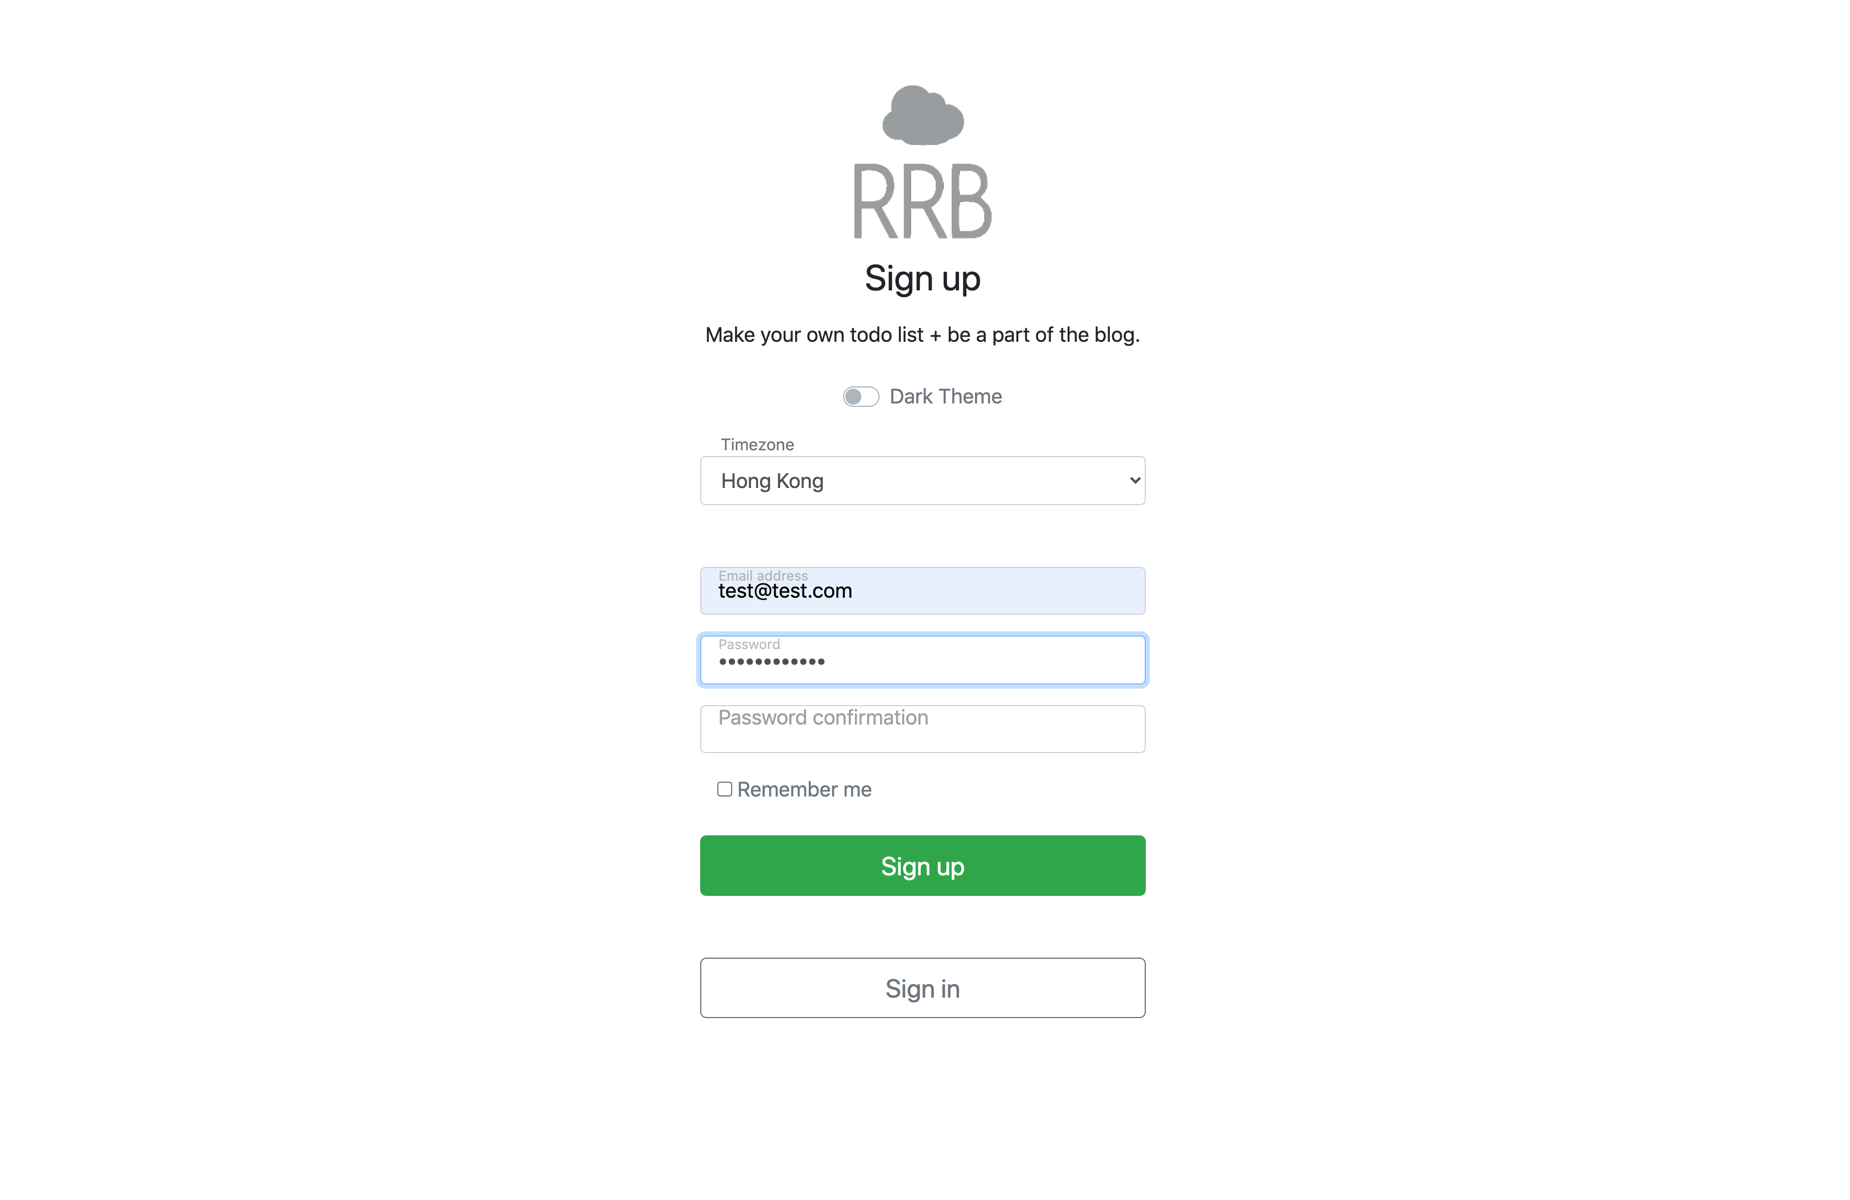 RRB
Sign up
Make your own todo list + be a part of the blog.
Dark Theme
Timezone
Hong Kong
Email address
test@test.com
Password
••••••••••••
Password confirmation
Remember me
Sign up
Sign in